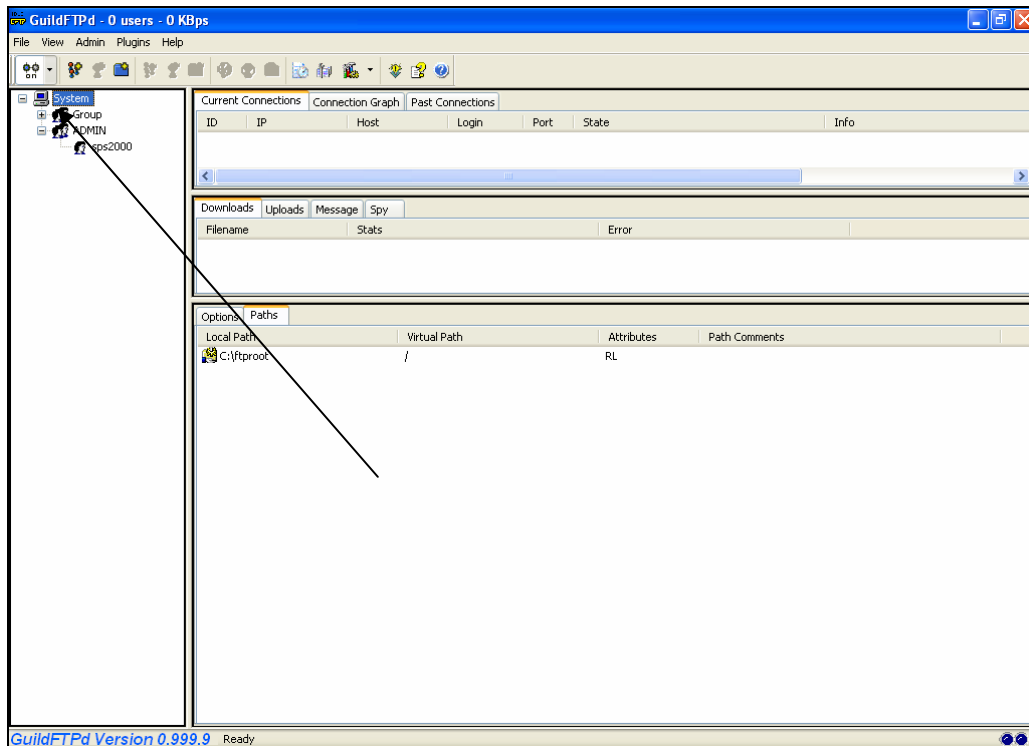 GuildFTPd - 0 users - 0 KBps
File View Admin Plugins Help
System
Group
ADMIN
sps2000
Current Connections Connection Graph Past Connections
ID IP Host Login Port State Info
Downloads Uploads Message Spy
Filename Stats Error
Options Paths
Local Path Virtual Path Attributes Path Comments
C:\ftproot / RL
GuildFTPd Version 0.999.9 Ready